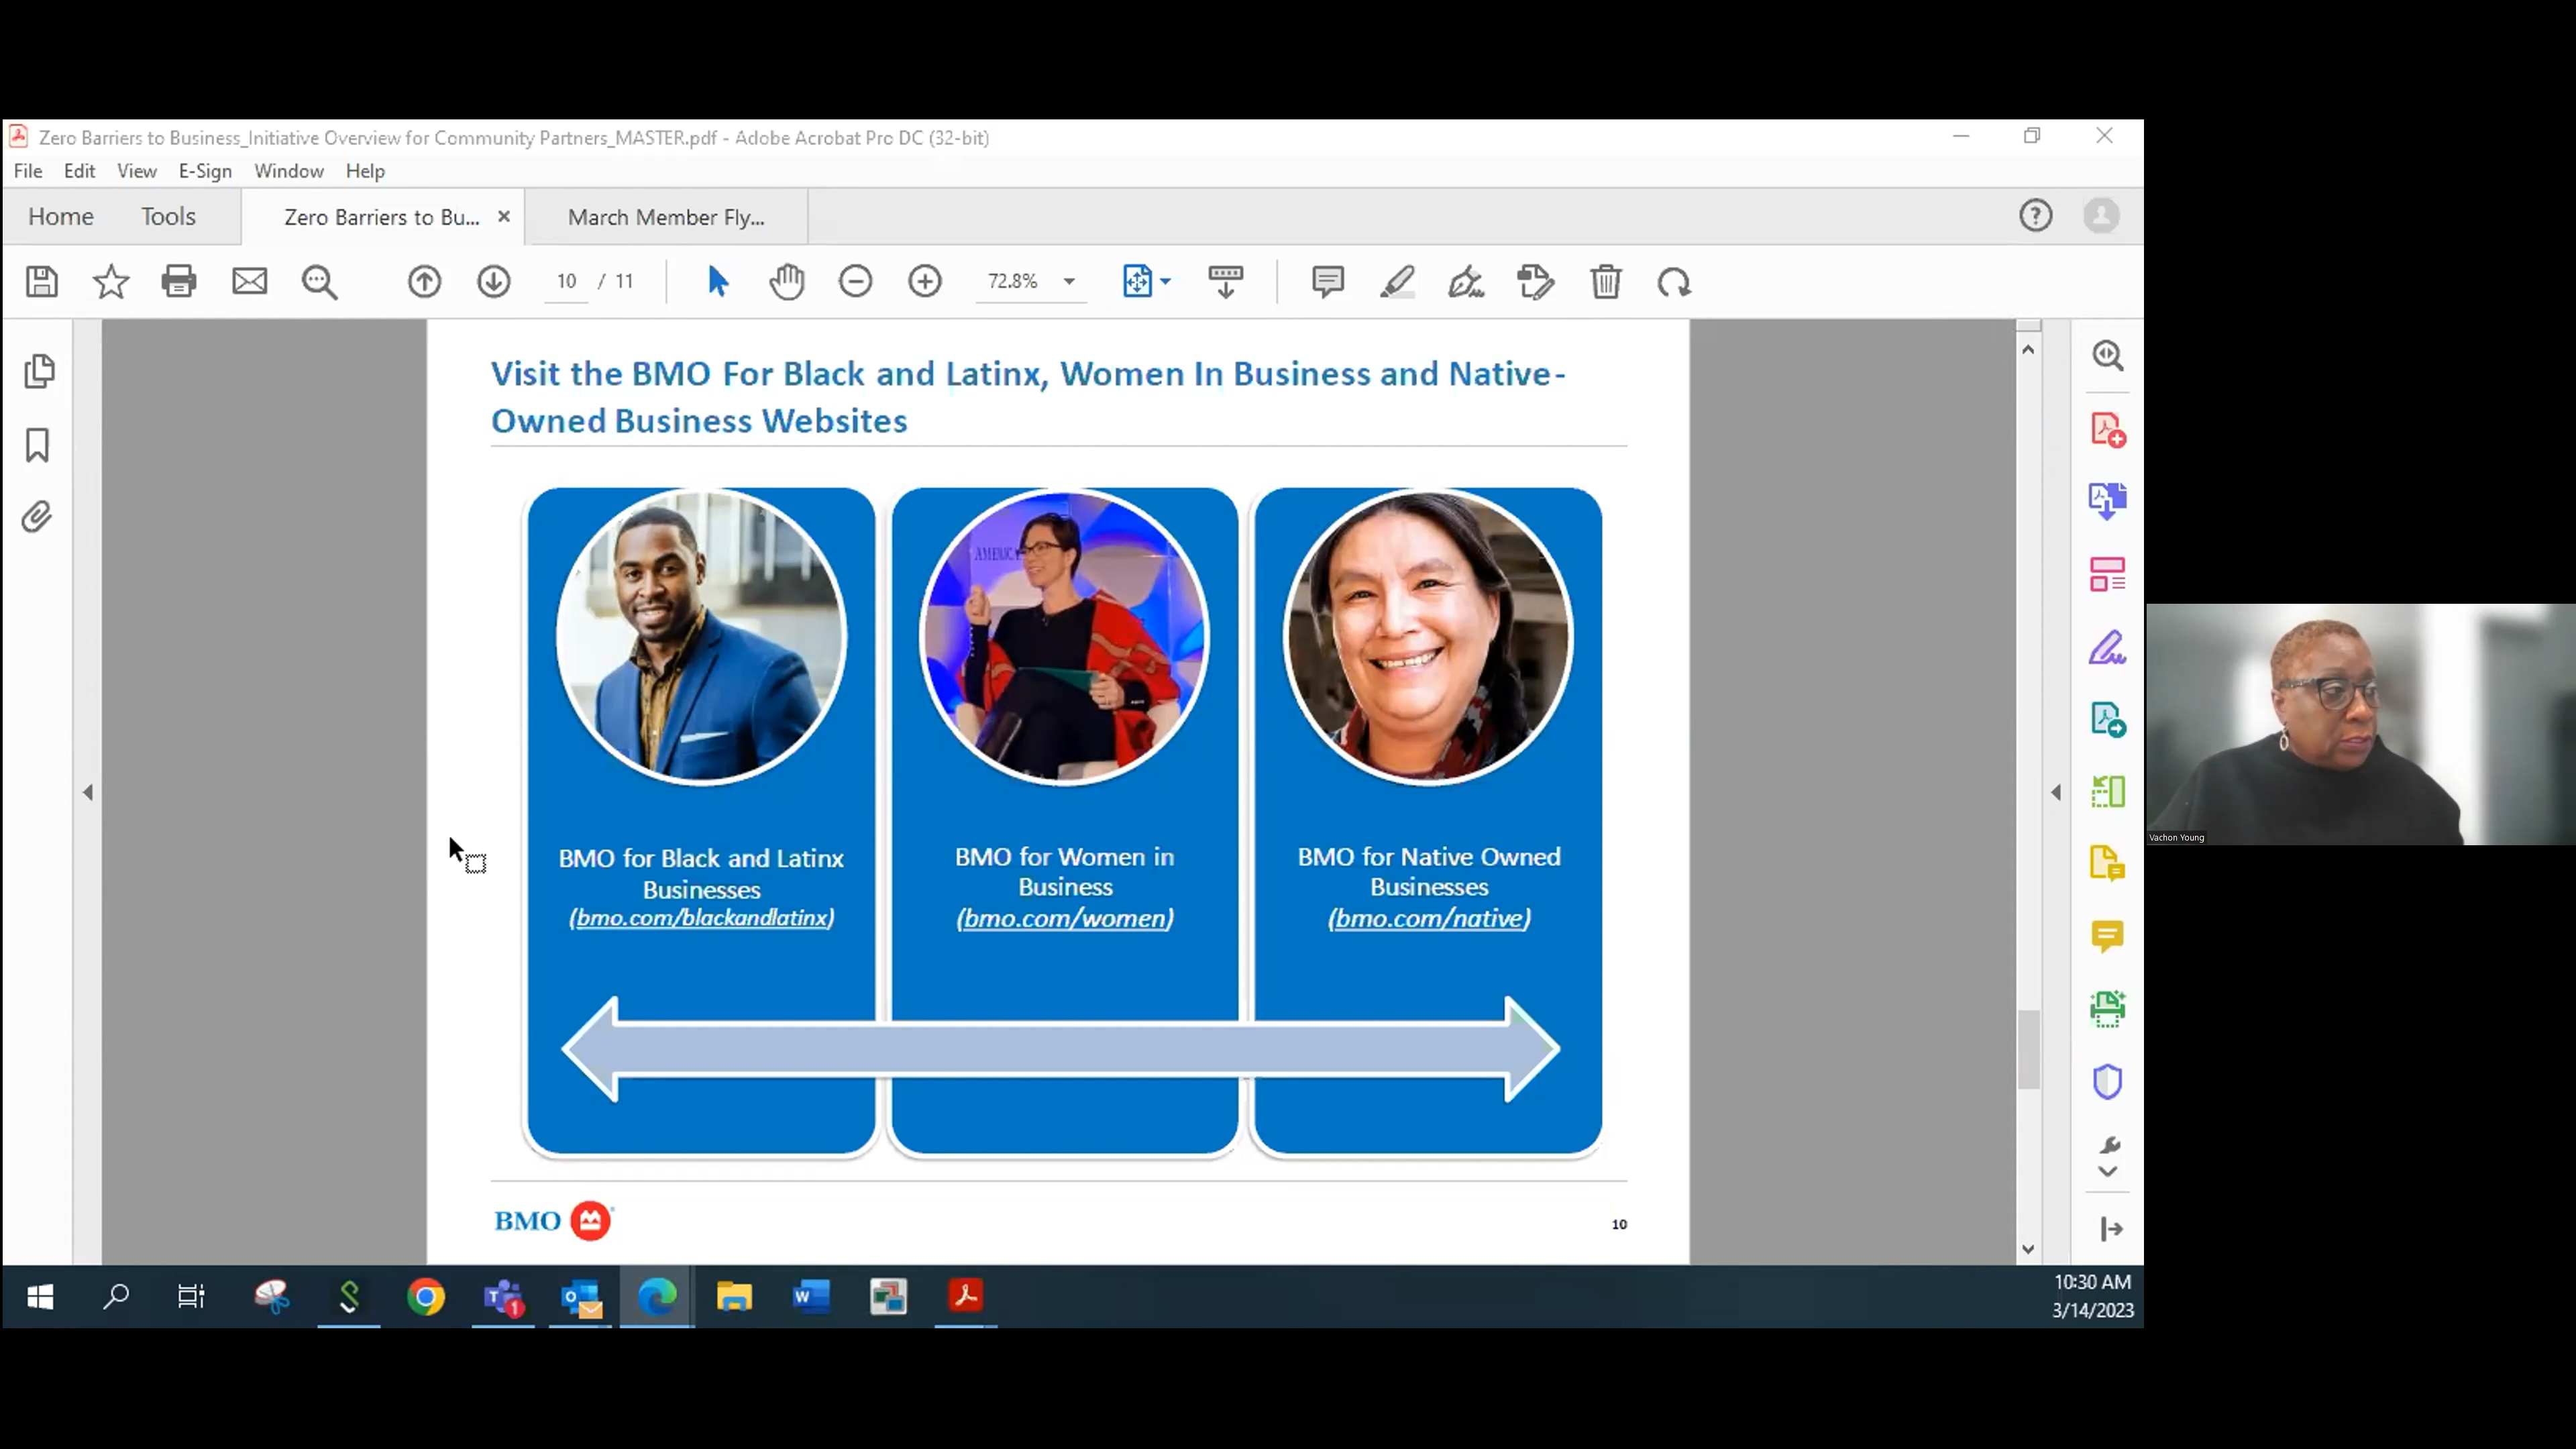 Zero Barriers to Business_Initiative Overview for Community Partners_MASTER.pdf - Adobe Acrobat Pro DC (32-bit)
File Edit View E-Sign Window Help
Home Tools Zero Barriers to Bu... × March Member Fly...
10 / 11 72.8%
Visit the BMO For Black and Latinx, Women In Business and Native-
Owned Business Websites
AMERICA
BMO for Black and Latinx
Businesses
(bmo.com/blackandlatinx)
BMO for Women in
Business
(bmo.com/women)
BMO for Native Owned
Businesses
(bmo.com/native)
BMO
10
Vachon Young
10:30 AM
3/14/2023